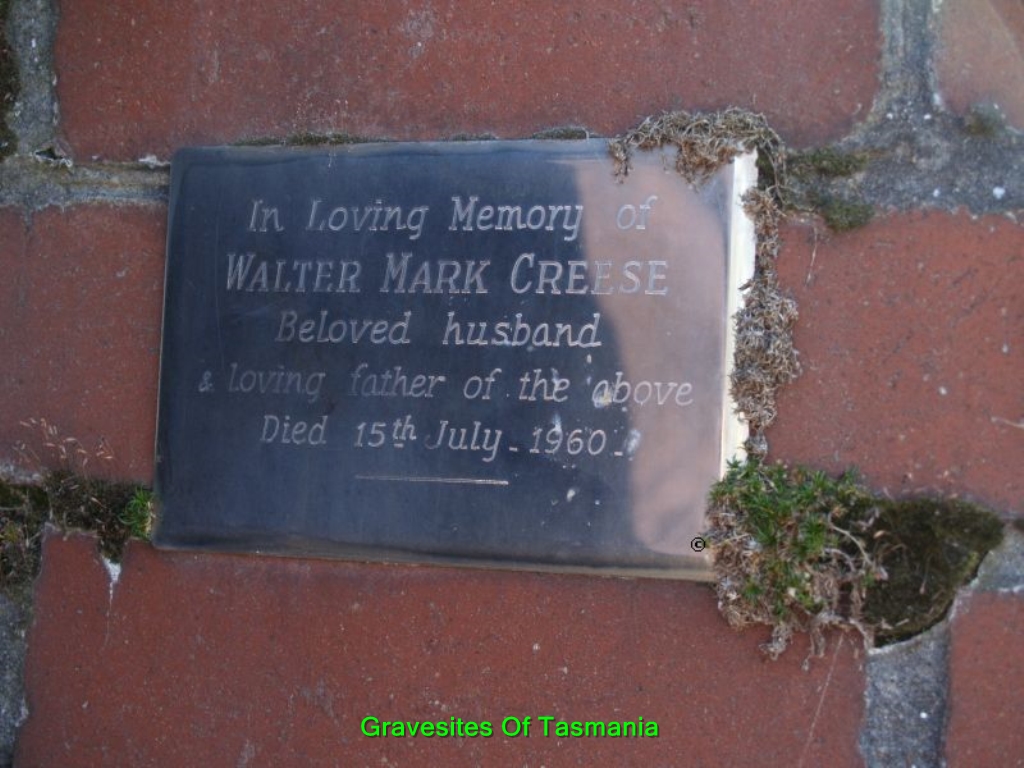 In Loving Memory of
WALTER MARK CREESE
Beloved husband
& loving father of the above
Died 15th July - 1960 -
©
Gravesites Of Tasmania